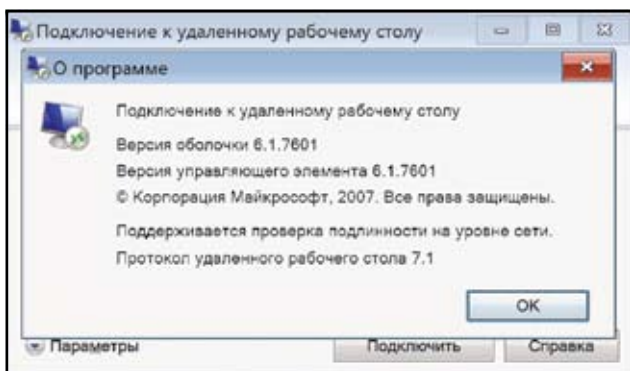 Подключение к удаленному рабочему столу
О программе
Подключение к удаленному рабочему столу
Версия оболочки 6.1.7601
Версия управляющего элемента 6.1.7601
© Корпорация Майкрософт, 2007. Все права защищены.
Поддерживается проверка подлинности на уровне сети.
Протокол удаленного рабочего стола 7.1
OK
Параметры
Подключить
Справка